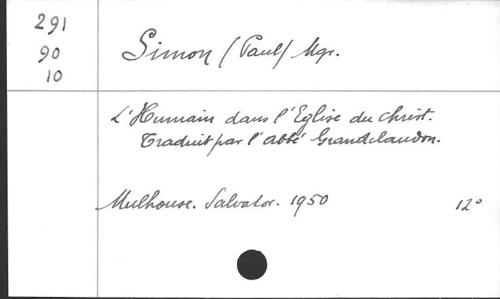 291
90
10
Simon (Paul) Mgr.
L'Humain dans l'Eglise du Christ.
Traduit par l'abbé Grandclaudon.
Mulhouse. Salvator. 1950 12°